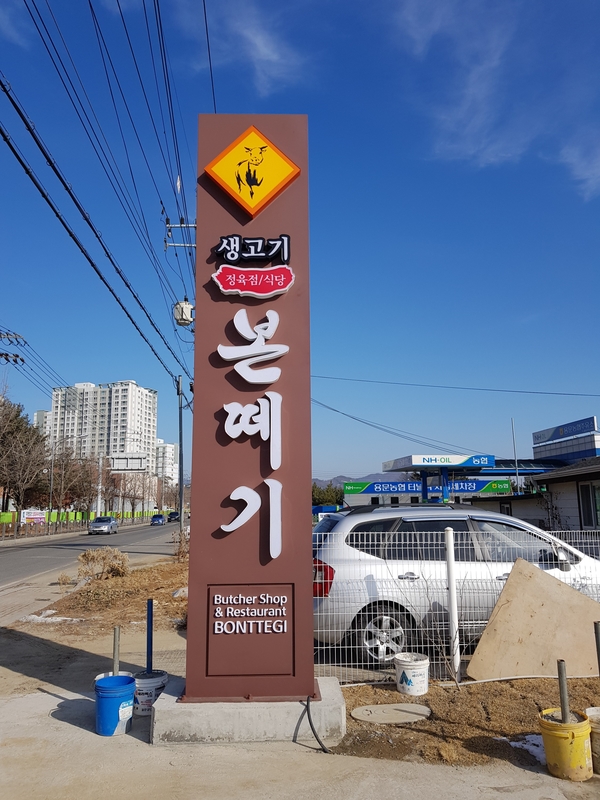 생고기
정육점/식당
본떼기
Butcher Shop
& Restaurant
BONTTEGI
NH-OIL 농협
용문농협